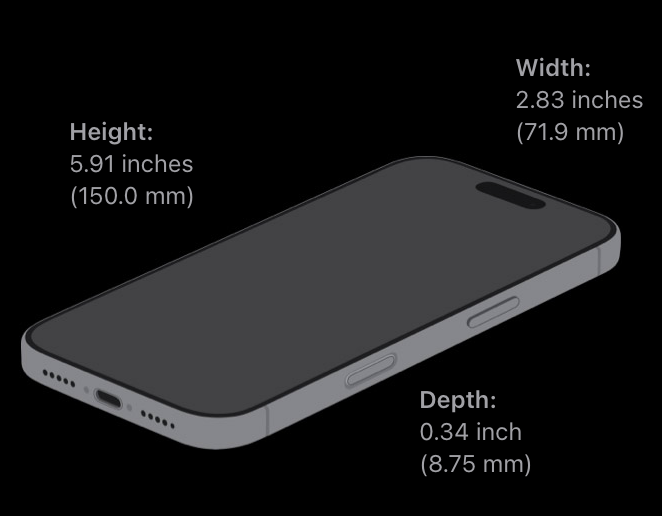 Width:
2.83 inches
(71.9 mm)
Height:
5.91 inches
(150.0 mm)
Depth:
0.34 inch
(8.75 mm)